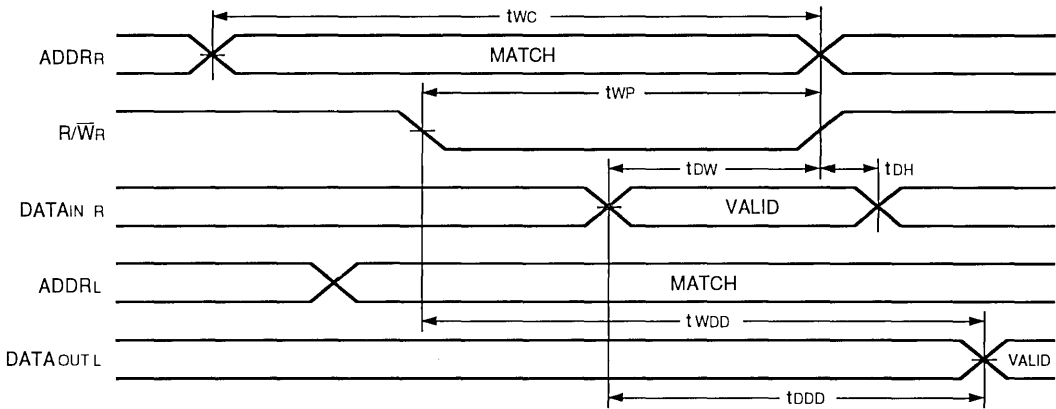 tWC
ADDRR
MATCH
tWP
R/W̅R
tDW
tDH
DATAIN R
VALID
ADDRL
MATCH
tWDD
DATAOUT L
VALID
tDDD